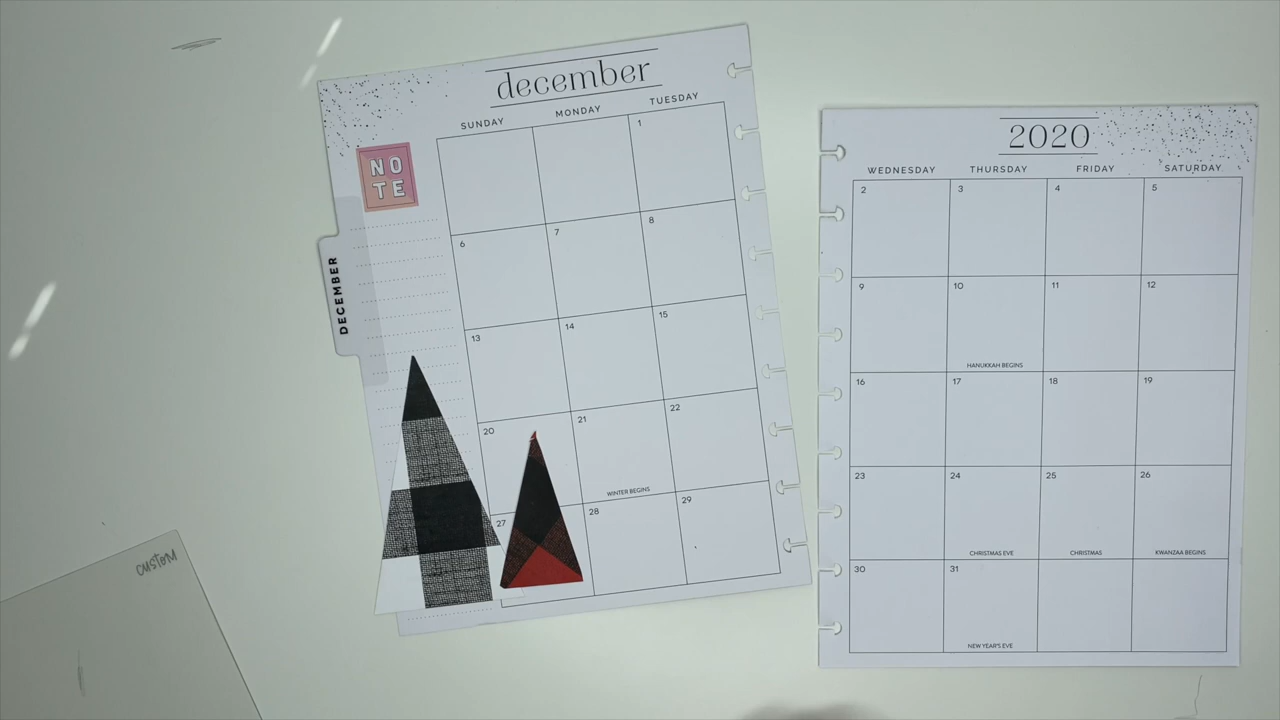 december
SUNDAY MONDAY TUESDAY
NO
TE
1
6 7 8
DECEMBER
13 14 15
20 21 22
WINTER BEGINS
27 28 29
2020
WEDNESDAY THURSDAY FRIDAY SATURDAY
2 3 4 5
9 10 11 12
HANUKKAH BEGINS
16 17 18 19
23 24 25 26
CHRISTMAS EVE CHRISTMAS KWANZAA BEGINS
30 31
NEW YEAR'S EVE
custom